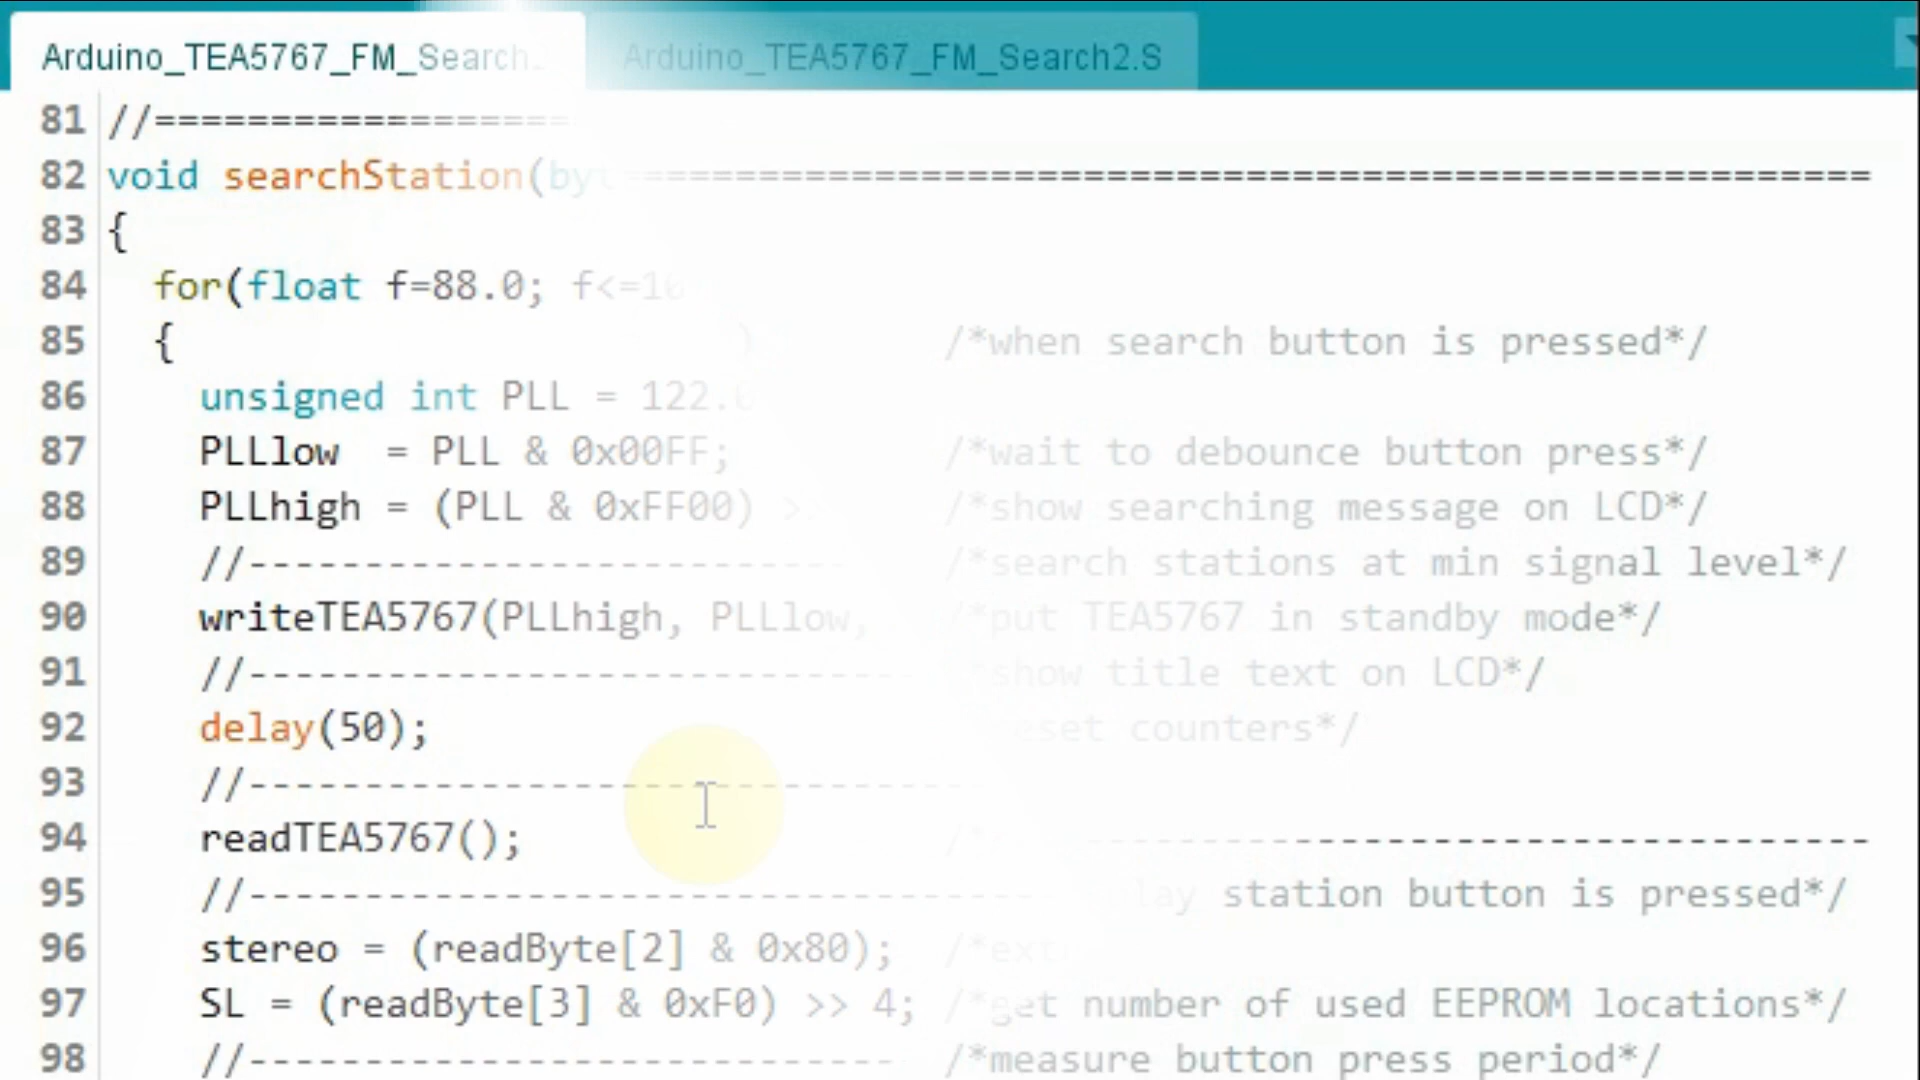 Arduino_TEA5767_FM_Search Arduino_TEA5767_FM_Search2.S
81 //==================
82 void searchStation(byt ======================================================
83 {
84 for(float f=88.0; f<=10
85 { ) /*when search button is pressed*/
86 unsigned int PLL = 122.0
87 PLLlow = PLL & 0x00FF; /*wait to debounce button press*/
88 PLLhigh = (PLL & 0xFF00) >> /*show searching message on LCD*/
89 //-------------------------- /*search stations at min signal level*/
90 writeTEA5767(PLLhigh, PLLlow, /*put TEA5767 in standby mode*/
91 //----------------------------- *show title text on LCD*/
92 delay(50); counters*/
93 //--------------------------------
94 readTEA5767(); /* -----------------------------------
95 //---------------------------------- station button is pressed*/
96 stereo = (readByte[2] & 0x80);
97 SL = (readByte[3] & 0xF0) >> 4; /*get number of used EEPROM locations*/
98 //---------------------------- /*measure button press period*/